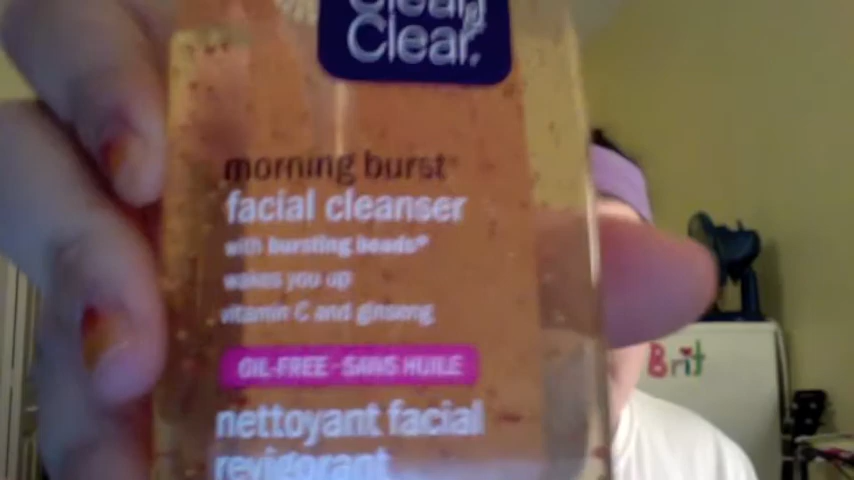 Clean &
Clear.
morning burst®
facial cleanser
with bursting beads®
wakes you up
vitamin C and ginseng
OIL-FREE - SANS HUILE
nettoyant facial
revigorant
Brit